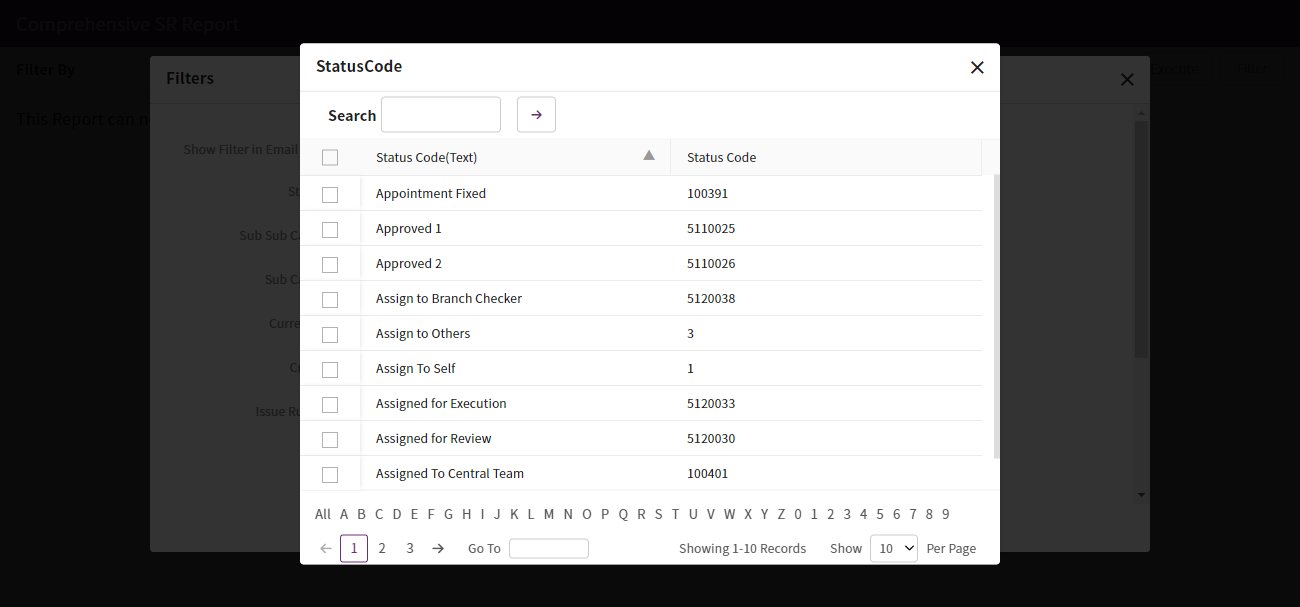 Comprehensive SR Report
Filter By
Filters
This Report can n
Show Filter in Email
St
Sub Sub Ca
Sub Ca
Curre
Issue Ru
StatusCode
Search
Status Code(Text) Status Code
Appointment Fixed 100391
Approved 1 5110025
Approved 2 5110026
Assign to Branch Checker 5120038
Assign to Others 3
Assign To Self 1
Assigned for Execution 5120033
Assigned for Review 5120030
Assigned To Central Team 100401
All A B C D E F G H I J K L M N O P Q R S T U V W X Y Z 0 1 2 3 4 5 6 7 8 9
← 1 2 3 → Go To Showing 1-10 Records Show 10 Per Page